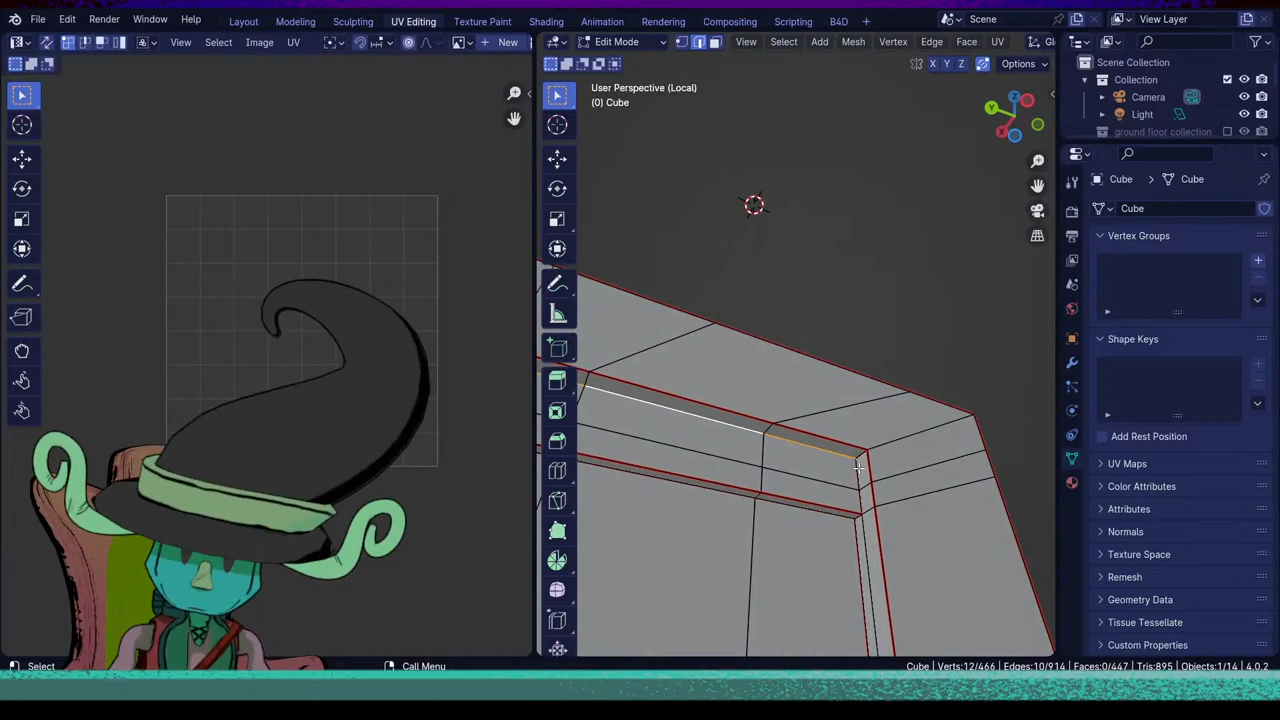 File Edit Render Window Help Layout Modeling Sculpting UV Editing Texture Paint Shading Animation Rendering Compositing Scripting B4D + Scene View Layer
View Select Image UV + New Edit Mode View Select Add Mesh Vertex Edge Face UV
X Y Z Options
Scene Collection
User Perspective (Local)
Collection
(0) Cube
Camera
Light
ground floor collection
Z
Y
X
Cube Cube
Cube
Vertex Groups
Shape Keys
Add Rest Position
UV Maps
Color Attributes
Attributes
Normals
Texture Space
Remesh
Geometry Data
Tissue Tessellate
Custom Properties
Select Call Menu Cube | Verts:12/466 | Edges:10/914 | Faces:0/447 | Tris:895 | Objects:1/14 | 4.0.2